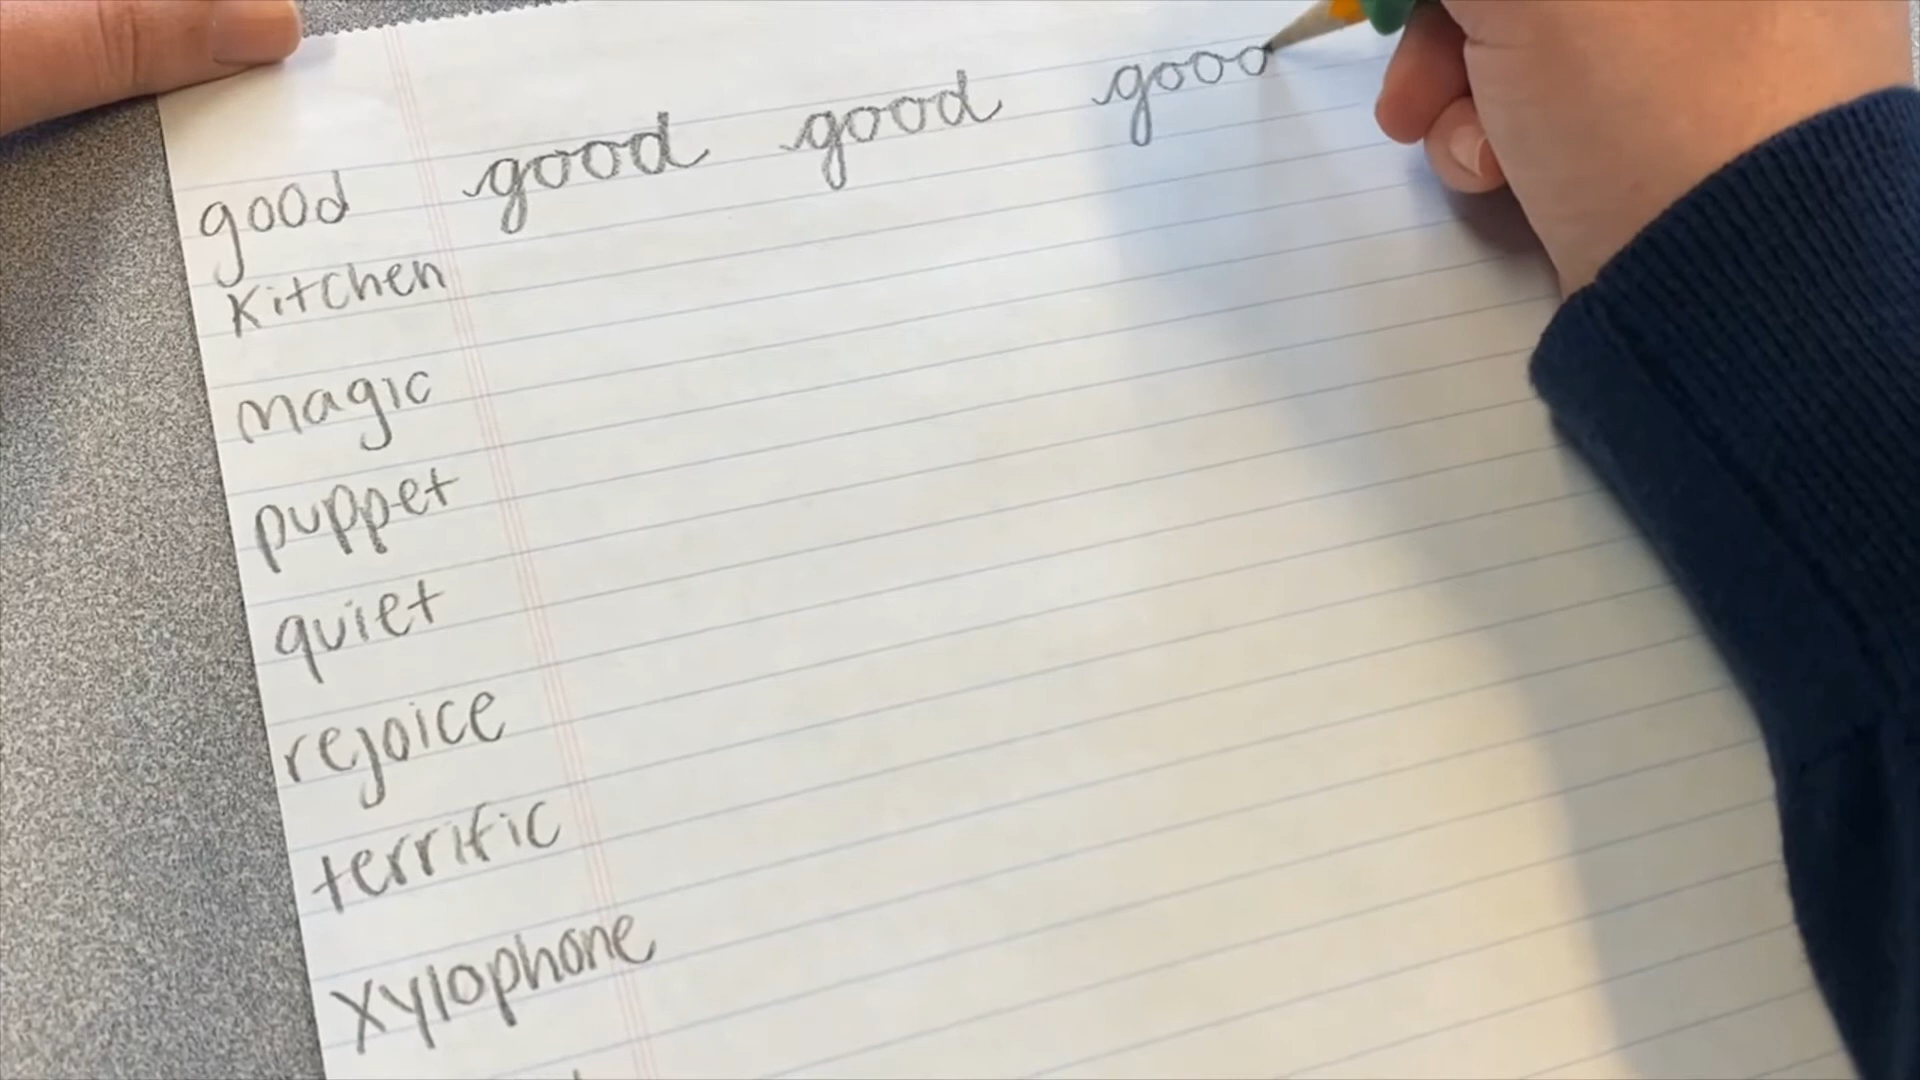 good good good goo
Kitchen
magic
puppet
quiet
rejoice
terrific
xylophone